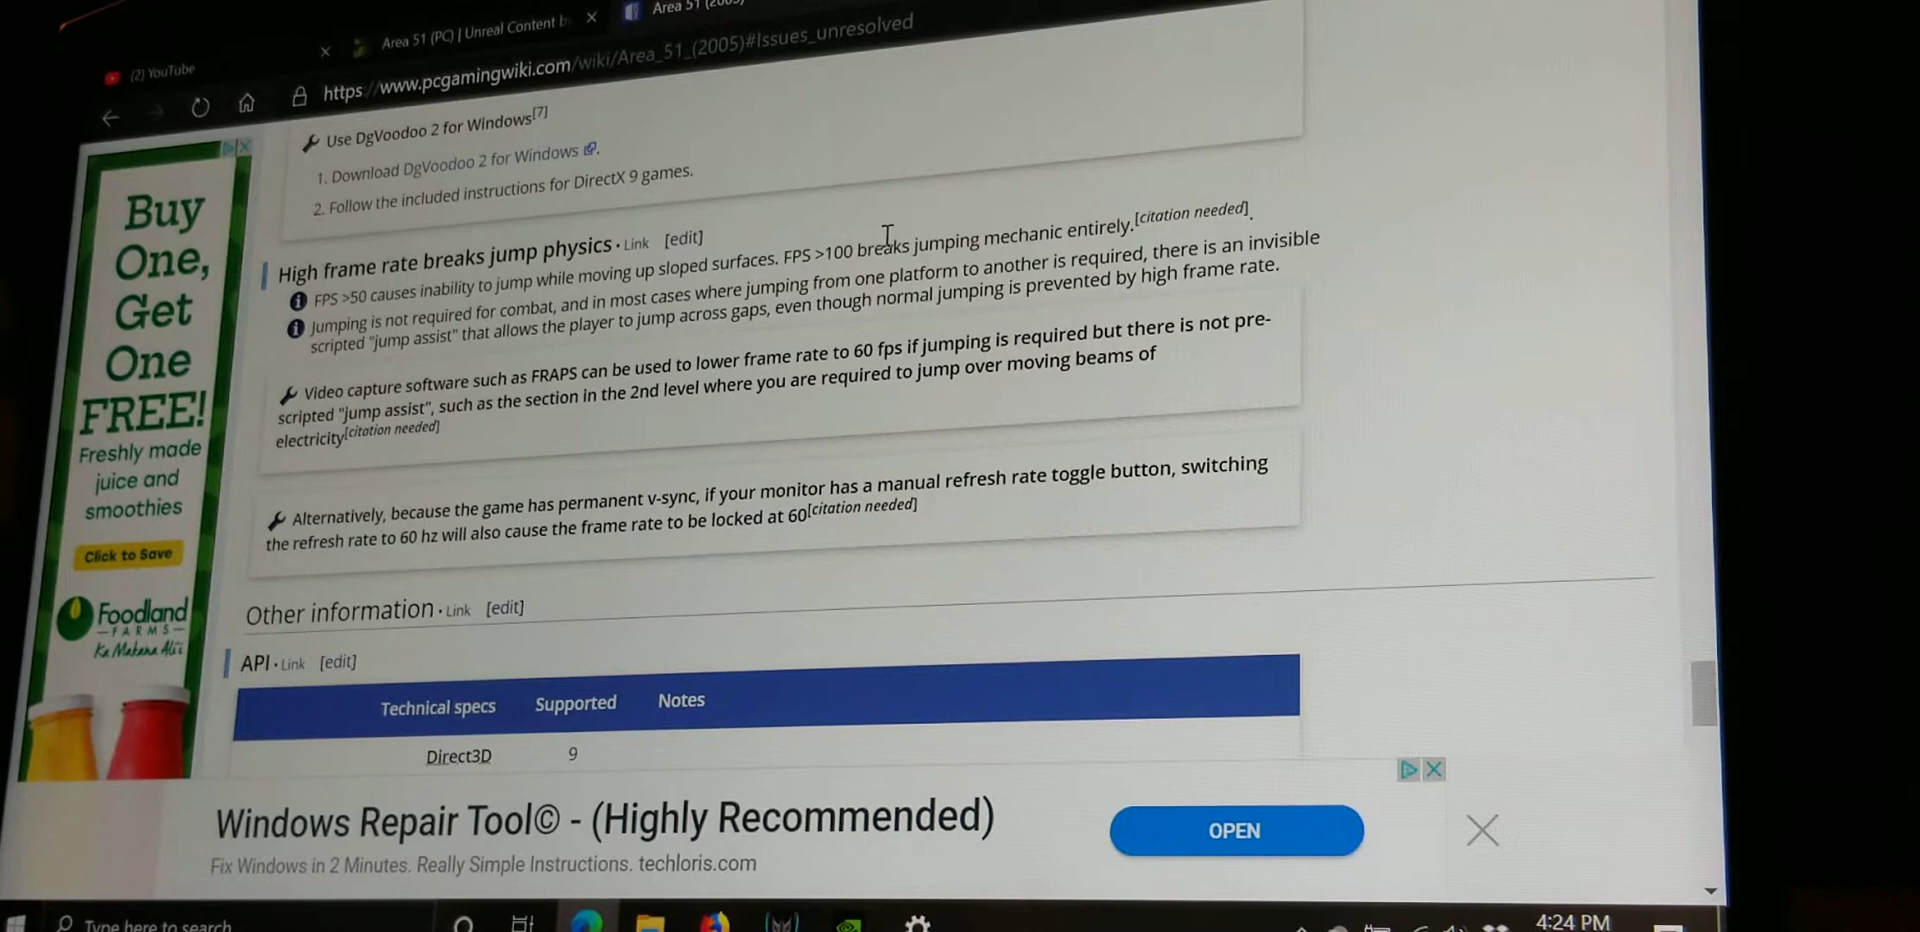 (2) YouTube
Area 51 (PC) | Unreal Content b
Area 51 (2005)
https://www.pcgamingwiki.com/wiki/Area_51_(2005)#Issues_unresolved
Use DgVoodoo 2 for Windows[7]
1. Download DgVoodoo 2 for Windows.
2. Follow the included instructions for DirectX 9 games.
High frame rate breaks jump physics · Link [edit]
FPS >50 causes inability to jump while moving up sloped surfaces. FPS >100 breaks jumping mechanic entirely.[citation needed].
Jumping is not required for combat, and in most cases where jumping from one platform to another is required, there is an invisible
scripted "jump assist" that allows the player to jump across gaps, even though normal jumping is prevented by high frame rate.
Video capture software such as FRAPS can be used to lower frame rate to 60 fps if jumping is required but there is not pre-
scripted "jump assist", such as the section in the 2nd level where you are required to jump over moving beams of
electricity[citation needed]
Alternatively, because the game has permanent v-sync, if your monitor has a manual refresh rate toggle button, switching
the refresh rate to 60 hz will also cause the frame rate to be locked at 60[citation needed]
Other information · Link [edit]
API · Link [edit]
Technical specs Supported Notes
Direct3D 9
Buy
One,
Get
One
FREE!
Freshly made
juice and
smoothies
Click to Save
Foodland
FARMS
Ka Makana Aliʻi
Windows Repair Tool© - (Highly Recommended)
Fix Windows in 2 Minutes. Really Simple Instructions. techloris.com
OPEN
Type here to search
4:24 PM